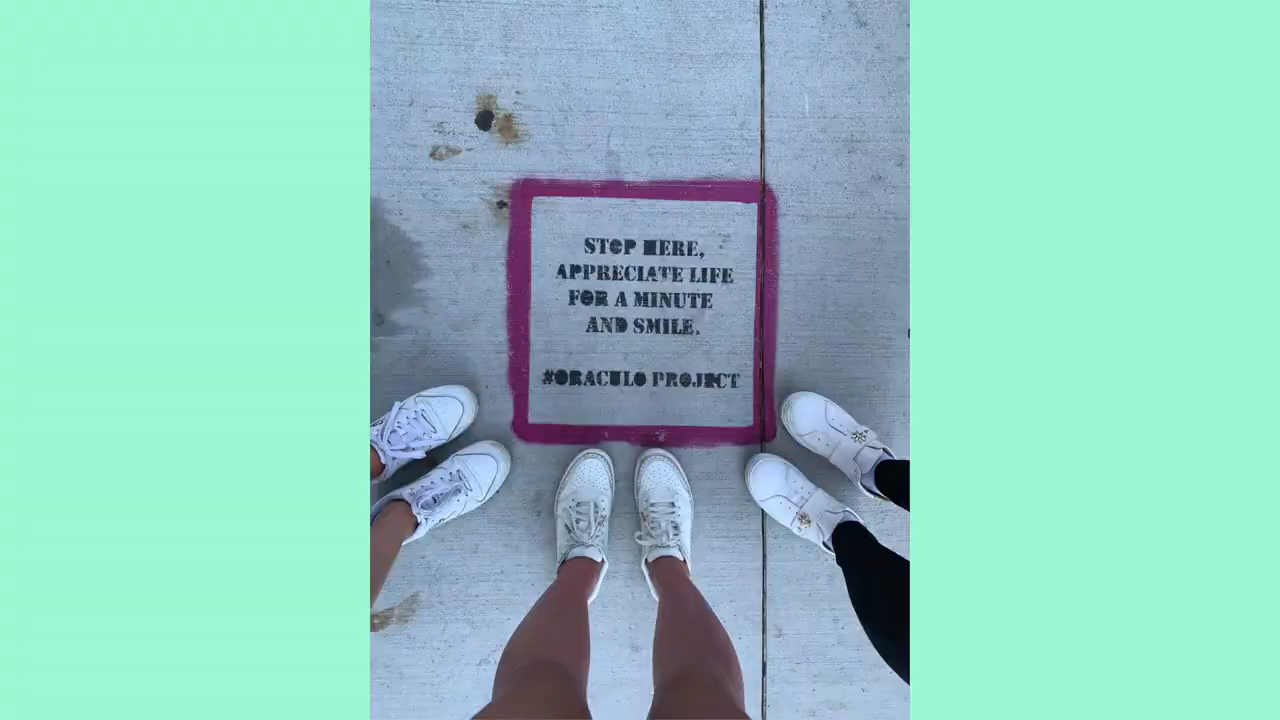 STOP HERE,
APPRECIATE LIFE
FOR A MINUTE
AND SMILE.
#ORACULO PROJECT